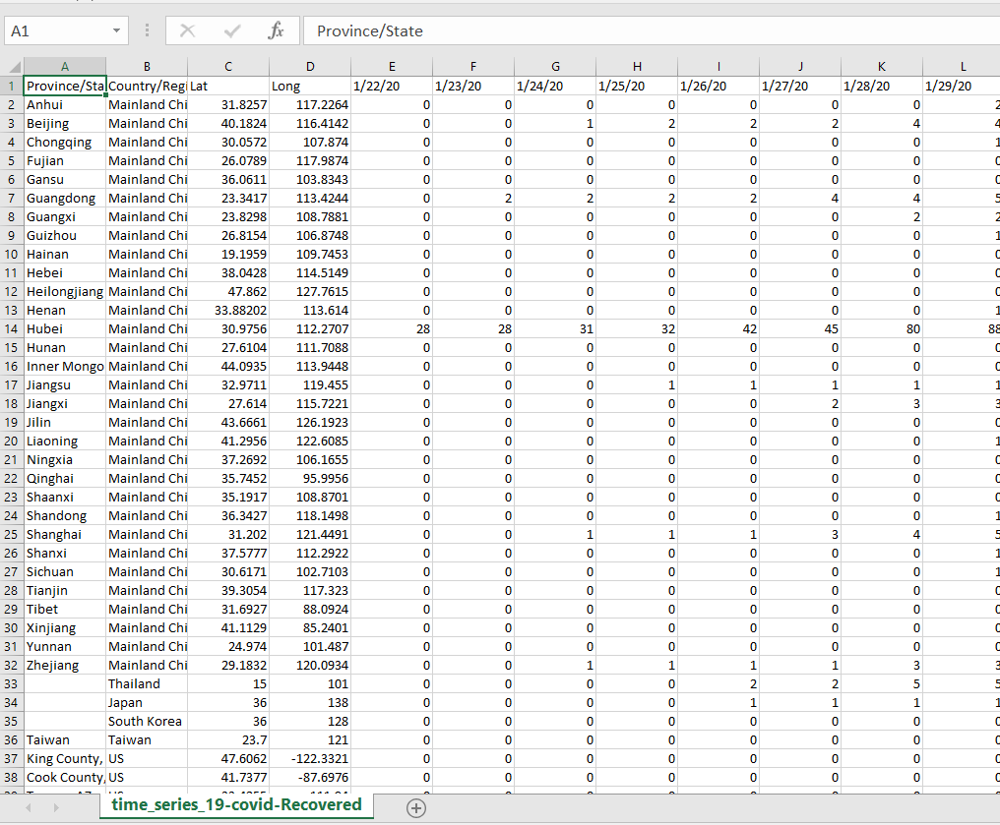 A1 fx Province/State
A B C D E F G H I J K L
1 Province/Sta Country/Regi Lat Long 1/22/20 1/23/20 1/24/20 1/25/20 1/26/20 1/27/20 1/28/20 1/29/20
2 Anhui Mainland Chi 31.8257 117.2264 0 0 0 0 0 0 0 2
3 Beijing Mainland Chi 40.1824 116.4142 0 0 1 2 2 2 4 4
4 Chongqing Mainland Chi 30.0572 107.874 0 0 0 0 0 0 0 1
5 Fujian Mainland Chi 26.0789 117.9874 0 0 0 0 0 0 0 0
6 Gansu Mainland Chi 36.0611 103.8343 0 0 0 0 0 0 0 0
7 Guangdong Mainland Chi 23.3417 113.4244 0 2 2 2 2 4 4 5
8 Guangxi Mainland Chi 23.8298 108.7881 0 0 0 0 0 0 2 2
9 Guizhou Mainland Chi 26.8154 106.8748 0 0 0 0 0 0 0 1
10 Hainan Mainland Chi 19.1959 109.7453 0 0 0 0 0 0 0 0
11 Hebei Mainland Chi 38.0428 114.5149 0 0 0 0 0 0 0 0
12 Heilongjiang Mainland Chi 47.862 127.7615 0 0 0 0 0 0 0 0
13 Henan Mainland Chi 33.88202 113.614 0 0 0 0 0 0 0 1
14 Hubei Mainland Chi 30.9756 112.2707 28 28 31 32 42 45 80 88
15 Hunan Mainland Chi 27.6104 111.7088 0 0 0 0 0 0 0 0
16 Inner Mongo Mainland Chi 44.0935 113.9448 0 0 0 0 0 0 0 0
17 Jiangsu Mainland Chi 32.9711 119.455 0 0 0 1 1 1 1 1
18 Jiangxi Mainland Chi 27.614 115.7221 0 0 0 0 0 2 3 3
19 Jilin Mainland Chi 43.6661 126.1923 0 0 0 0 0 0 0 0
20 Liaoning Mainland Chi 41.2956 122.6085 0 0 0 0 0 0 0 1
21 Ningxia Mainland Chi 37.2692 106.1655 0 0 0 0 0 0 0 0
22 Qinghai Mainland Chi 35.7452 95.9956 0 0 0 0 0 0 0 0
23 Shaanxi Mainland Chi 35.1917 108.8701 0 0 0 0 0 0 0 0
24 Shandong Mainland Chi 36.3427 118.1498 0 0 0 0 0 0 0 1
25 Shanghai Mainland Chi 31.202 121.4491 0 0 1 1 1 3 4 5
26 Shanxi Mainland Chi 37.5777 112.2922 0 0 0 0 0 0 0 1
27 Sichuan Mainland Chi 30.6171 102.7103 0 0 0 0 0 0 0 1
28 Tianjin Mainland Chi 39.3054 117.323 0 0 0 0 0 0 0 0
29 Tibet Mainland Chi 31.6927 88.0924 0 0 0 0 0 0 0 0
30 Xinjiang Mainland Chi 41.1129 85.2401 0 0 0 0 0 0 0 0
31 Yunnan Mainland Chi 24.974 101.487 0 0 0 0 0 0 0 0
32 Zhejiang Mainland Chi 29.1832 120.0934 0 0 1 1 1 1 3 3
33 Thailand 15 101 0 0 0 0 2 2 5 5
34 Japan 36 138 0 0 0 0 1 1 1 1
35 South Korea 36 128 0 0 0 0 0 0 0 0
36 Taiwan Taiwan 23.7 121 0 0 0 0 0 0 0 0
37 King County, US 47.6062 -122.3321 0 0 0 0 0 0 0 0
38 Cook County, US 41.7377 -87.6976 0 0 0 0 0 0 0 0
time_series_19-covid-Recovered